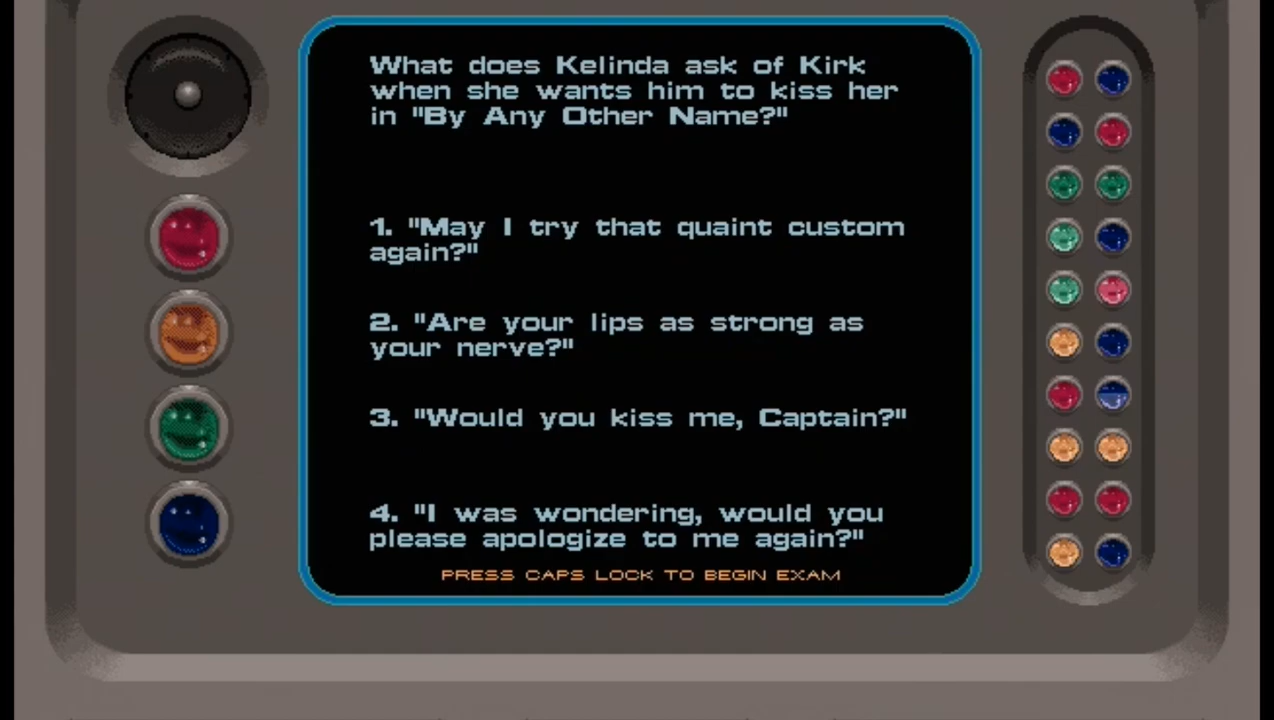 What does Kelinda ask of Kirk
when she wants him to kiss her
in "By Any Other Name?"
1. "May I try that quaint custom
again?"
2. "Are your lips as strong as
your nerve?"
3. "Would you kiss me, Captain?"
4. "I was wondering, would you
please apologize to me again?"
PRESS CAPS LOCK TO BEGIN EXAM